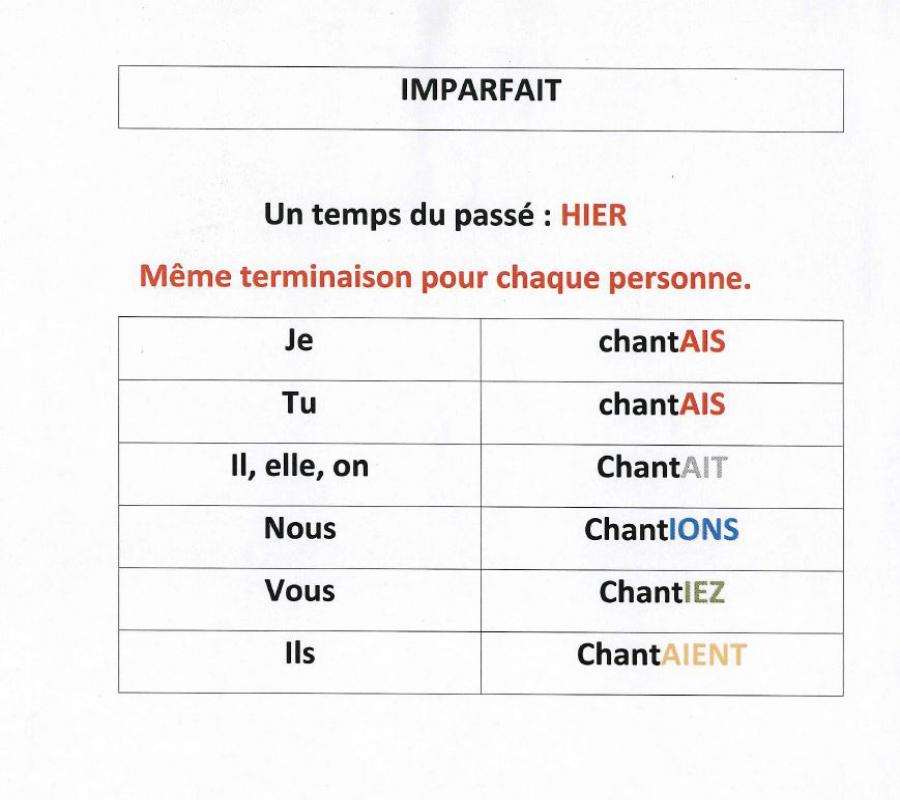 IMPARFAIT
Un temps du passé : HIER
Même terminaison pour chaque personne.
Je chantAIS
Tu chantAIS
Il, elle, on ChantAIT
Nous ChantIONS
Vous ChantIEZ
Ils ChantAIENT